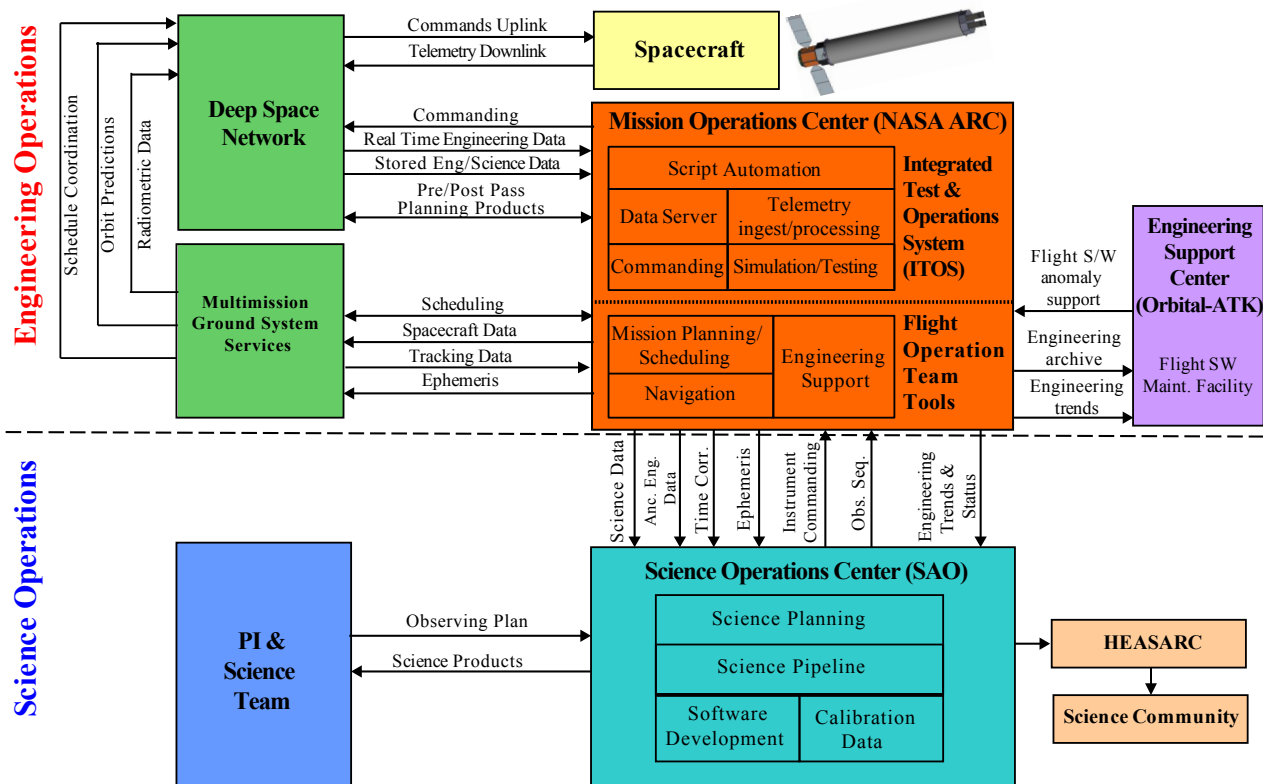 Engineering Operations
Schedule Coordination
Orbit Predictions
Radiometric Data
Deep Space
Network
Commands Uplink
Telemetry Downlink
Spacecraft
Commanding
Real Time Engineering Data
Stored Eng/Science Data
Pre/Post Pass
Planning Products
Mission Operations Center (NASA ARC)
Script Automation
Data Server
Telemetry
ingest/processing
Commanding
Simulation/Testing
Integrated
Test &
Operations
System
(ITOS)
Multimission
Ground System
Services
Scheduling
Spacecraft Data
Tracking Data
Ephemeris
Mission Planning/
Scheduling
Navigation
Engineering
Support
Flight
Operation
Team
Tools
Flight S/W
anomaly
support
Engineering
archive
Engineering
trends
Engineering
Support
Center
(Orbital-ATK)
Flight SW
Maint. Facility
Science Operations
Science Data
Anc. Eng.
Data
Time Corr.
Ephemeris
Instrument
Commanding
Obs. Seq.
Engineering
Trends &
Status
PI &
Science
Team
Observing Plan
Science Products
Science Operations Center (SAO)
Science Planning
Science Pipeline
Software
Development
Calibration
Data
HEASARC
Science Community